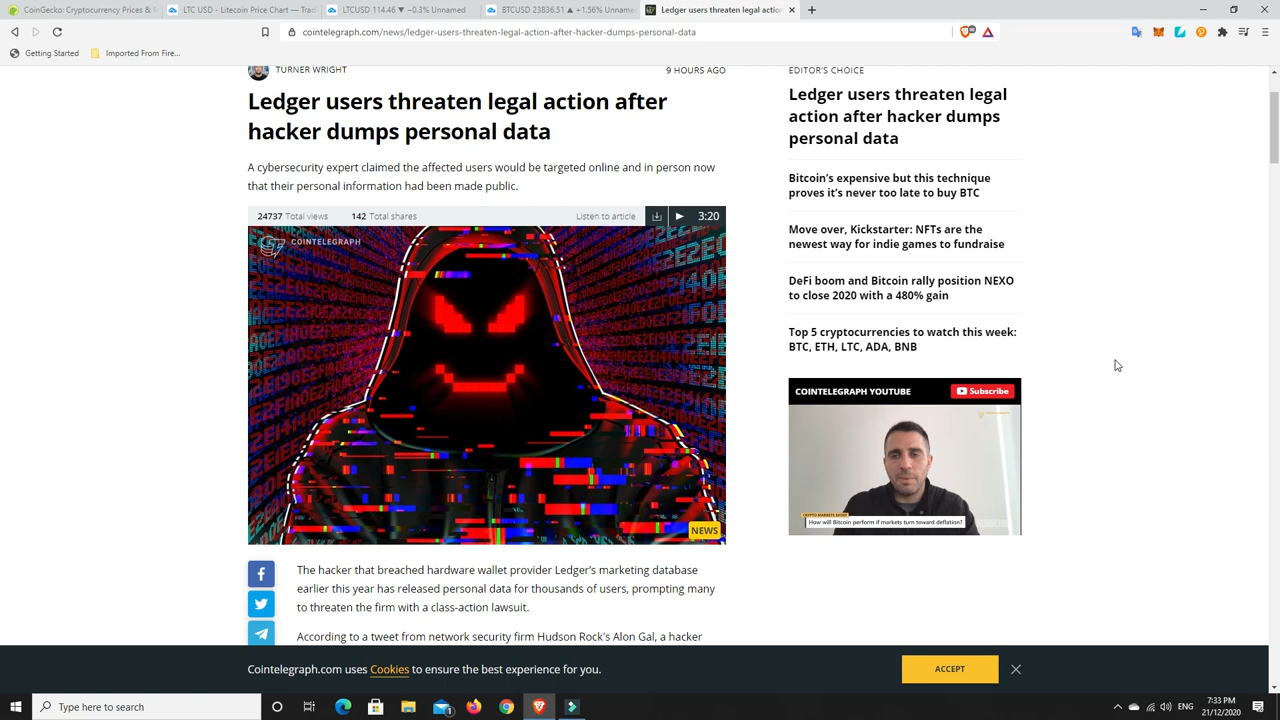 CoinGecko: Cryptocurrency Prices &
LTC USD - Litecoin Price Chart — Trad
LTCUSD 114.46 ▼ −0.3% Unnamed
BTCUSD 23836.51 ▲ +1.56% Unname
Ledger users threaten legal action
cointelegraph.com/news/ledger-users-threaten-legal-action-after-hacker-dumps-personal-data
Getting Started
Imported From Fire...
TURNER WRIGHT
9 HOURS AGO
Ledger users threaten legal action after
hacker dumps personal data
A cybersecurity expert claimed the affected users would be targeted online and in person now
that their personal information had been made public.
24737 Total views
142 Total shares
Listen to article
3:20
COINTELEGRAPH
NEWS
The hacker that breached hardware wallet provider Ledger's marketing database
earlier this year has released personal data for thousands of users, prompting many
to threaten the firm with a class-action lawsuit.
According to a tweet from network security firm Hudson Rock's Alon Gal, a hacker
EDITOR'S CHOICE
Ledger users threaten legal
action after hacker dumps
personal data
Bitcoin's expensive but this technique
proves it's never too late to buy BTC
Move over, Kickstarter: NFTs are the
newest way for indie games to fundraise
DeFi boom and Bitcoin rally position NEXO
to close 2020 with a 480% gain
Top 5 cryptocurrencies to watch this week:
BTC, ETH, LTC, ADA, BNB
COINTELEGRAPH YOUTUBE
Subscribe
How will Bitcoin perform if markets turn toward deflation?
Cointelegraph.com uses Cookies to ensure the best experience for you.
ACCEPT
Type here to search
ENG
7:33 PM
21/12/2020